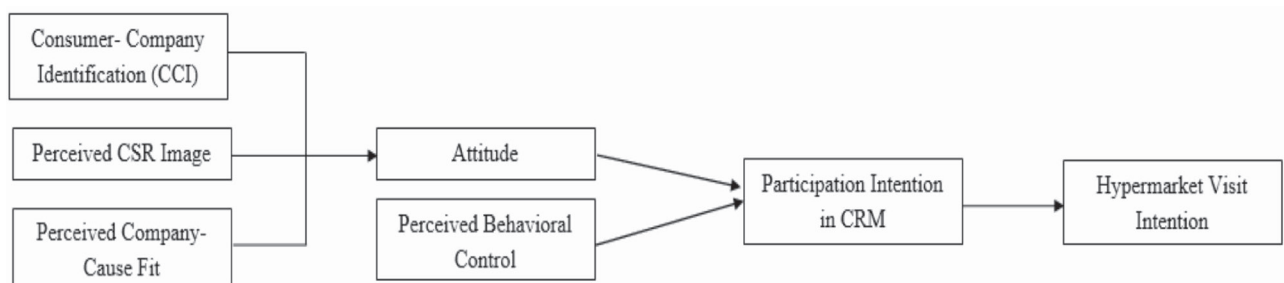 Consumer- Company
Identification (CCI)
Perceived CSR Image
Perceived Company-
Cause Fit
Attitude
Perceived Behavioral
Control
Participation Intention
in CRM
Hypermarket Visit
Intention